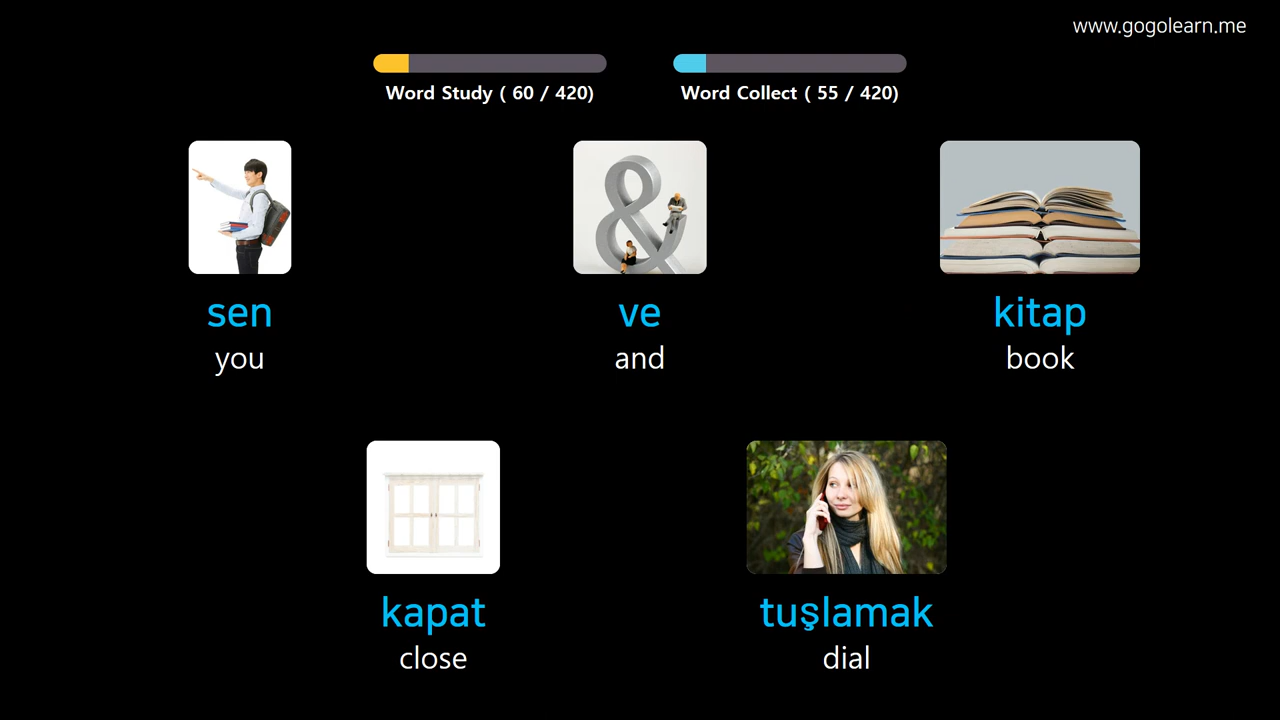 www.gogolearn.me
Word Study ( 60 / 420)
Word Collect ( 55 / 420)
sen
you
ve
and
kitap
book
kapat
close
tuşlamak
dial